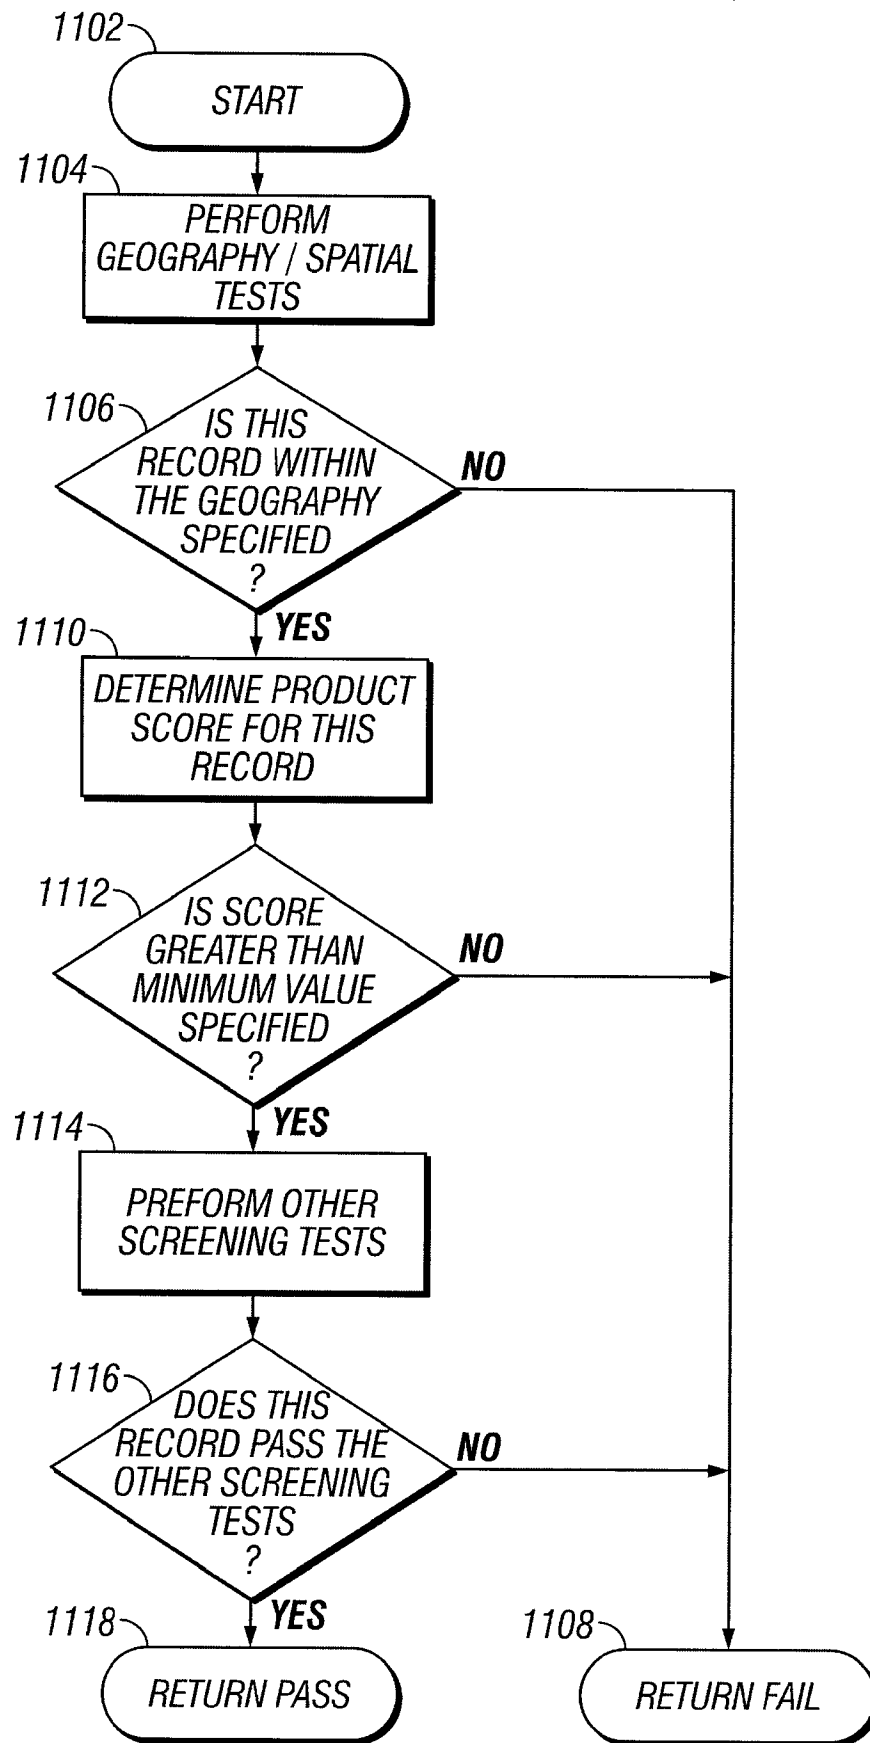 1102
START
1104
PERFORM
GEOGRAPHY / SPATIAL
TESTS
1106
IS THIS
RECORD WITHIN
THE GEOGRAPHY
SPECIFIED
?
NO
YES
1110
DETERMINE PRODUCT
SCORE FOR THIS
RECORD
1112
IS SCORE
GREATER THAN
MINIMUM VALUE
SPECIFIED
?
NO
YES
1114
PREFORM OTHER
SCREENING TESTS
1116
DOES THIS
RECORD PASS THE
OTHER SCREENING
TESTS
?
NO
YES
1118
RETURN PASS
1108
RETURN FAIL